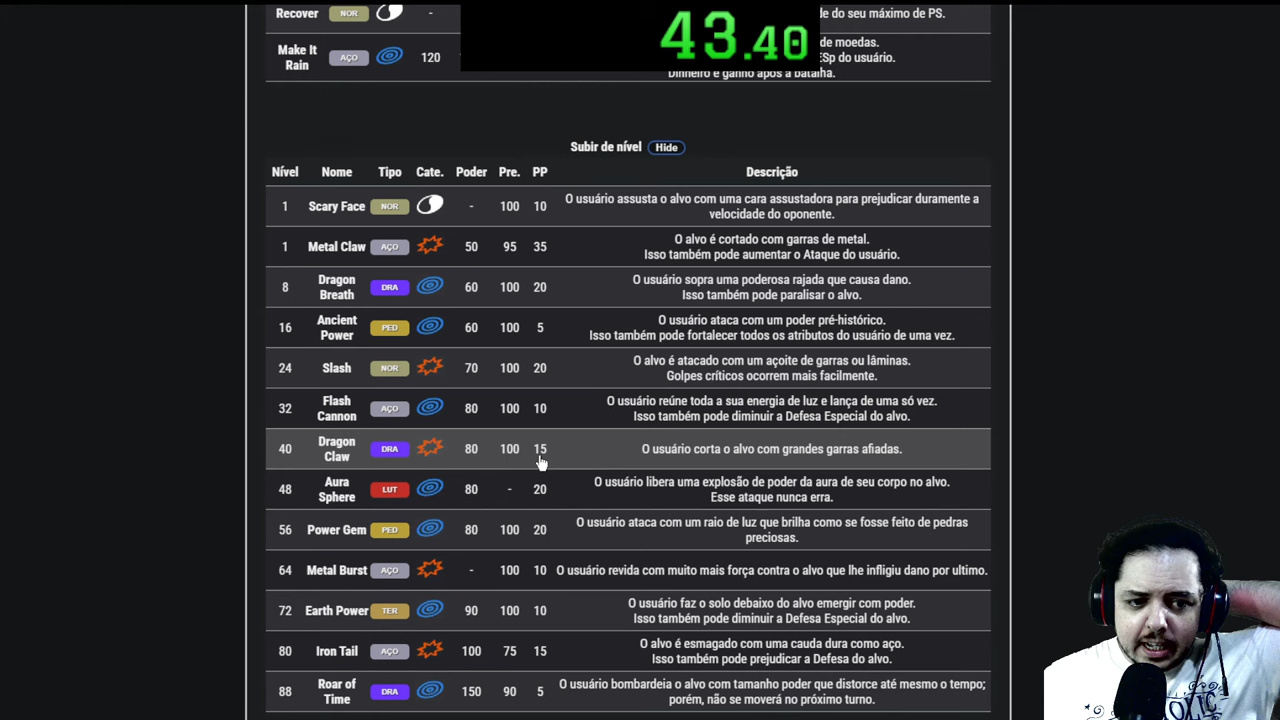 Recover NOR - de do seu máximo de PS.
43.40
Make It Rain AÇO 120 de moedas.
ESp do usuário.
Dinheiro é ganho após a batalha.
Subir de nível Hide
Nível Nome Tipo Cate. Poder Pre. PP Descrição
1 Scary Face NOR - 100 10 O usuário assusta o alvo com uma cara assustadora para prejudicar duramente a
velocidade do oponente.
1 Metal Claw AÇO 50 95 35 O alvo é cortado com garras de metal.
Isso também pode aumentar o Ataque do usuário.
8 Dragon Breath DRA 60 100 20 O usuário sopra uma poderosa rajada que causa dano.
Isso também pode paralisar o alvo.
16 Ancient Power PED 60 100 5 O usuário ataca com um poder pré-histórico.
Isso também pode fortalecer todos os atributos do usuário de uma vez.
24 Slash NOR 70 100 20 O alvo é atacado com um açoite de garras ou lâminas.
Golpes críticos ocorrem mais facilmente.
32 Flash Cannon AÇO 80 100 10 O usuário reúne toda a sua energia de luz e lança de uma só vez.
Isso também pode diminuir a Defesa Especial do alvo.
40 Dragon Claw DRA 80 100 15 O usuário corta o alvo com grandes garras afiadas.
48 Aura Sphere LUT 80 - 20 O usuário libera uma explosão de poder da aura de seu corpo no alvo.
Esse ataque nunca erra.
56 Power Gem PED 80 100 20 O usuário ataca com um raio de luz que brilha como se fosse feito de pedras
preciosas.
64 Metal Burst AÇO - 100 10 O usuário revida com muito mais força contra o alvo que lhe infligiu dano por ultimo.
72 Earth Power TER 90 100 10 O usuário faz o solo debaixo do alvo emergir com poder.
Isso também pode diminuir a Defesa Especial do alvo.
80 Iron Tail AÇO 100 75 15 O alvo é esmagado com uma cauda dura como aço.
Isso também pode prejudicar a Defesa do alvo.
88 Roar of Time DRA 150 90 5 O usuário bombardeia o alvo com tamanho poder que distorce até mesmo o tempo;
porém, não se moverá no próximo turno.